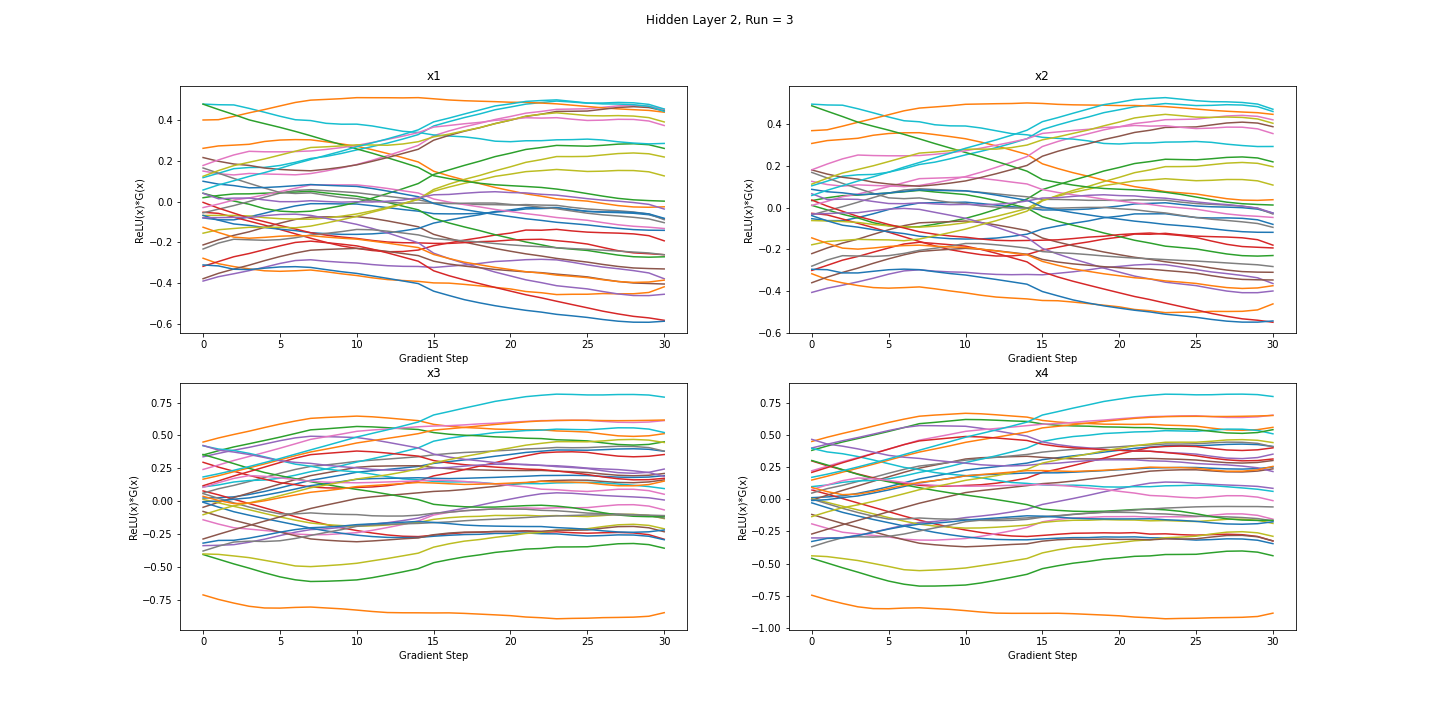 Hidden Layer 2, Run = 3
x1
ReLU(x)*G(x)
0.4
0.2
0.0
−0.2
−0.4
−0.6
0 5 10 15 20 25 30
Gradient Step
x2
ReLU(x)*G(x)
0.4
0.2
0.0
−0.2
−0.4
−0.6
0 5 10 15 20 25 30
Gradient Step
x3
ReLU(x)*G(x)
0.75
0.50
0.25
0.00
−0.25
−0.50
−0.75
0 5 10 15 20 25 30
Gradient Step
x4
ReLU(x)*G(x)
0.75
0.50
0.25
0.00
−0.25
−0.50
−0.75
−1.00
0 5 10 15 20 25 30
Gradient Step